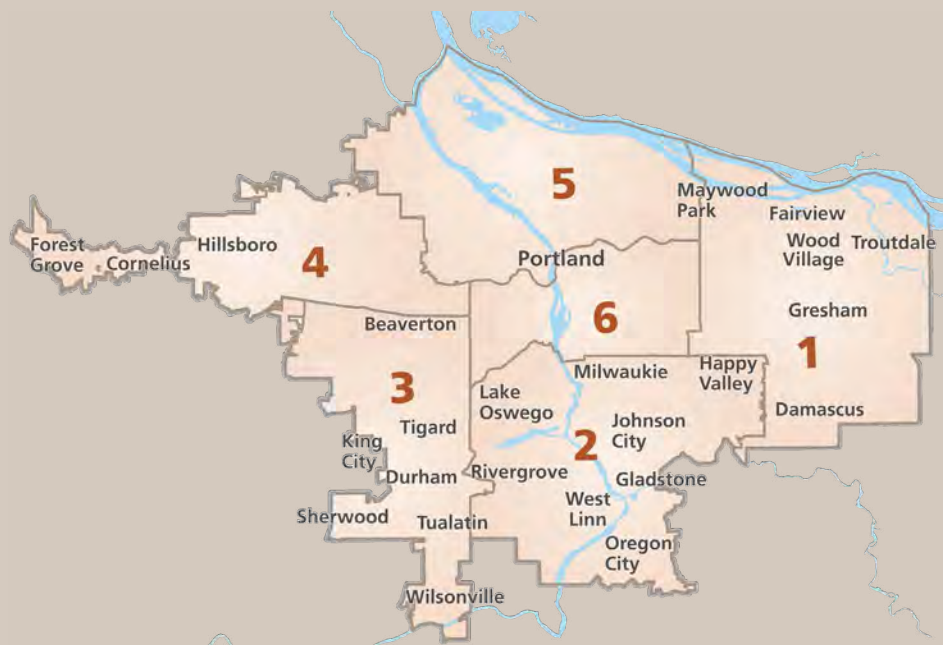 5
Maywood
Park
Fairview
Wood
Village
Troutdale
Forest
Grove
Cornelius
Hillsboro
4
Portland
Gresham
6
Beaverton
1
Happy
Valley
Milwaukie
3
Lake
Oswego
Damascus
Tigard
Johnson
City
King
City
2
Durham
Rivergrove
Gladstone
West
Linn
Sherwood
Tualatin
Oregon
City
Wilsonville